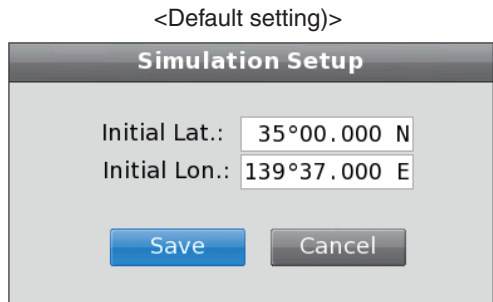 <Default setting)>
Simulation Setup
Initial Lat.: 35°00.000 N
Initial Lon.: 139°37.000 E
Save Cancel